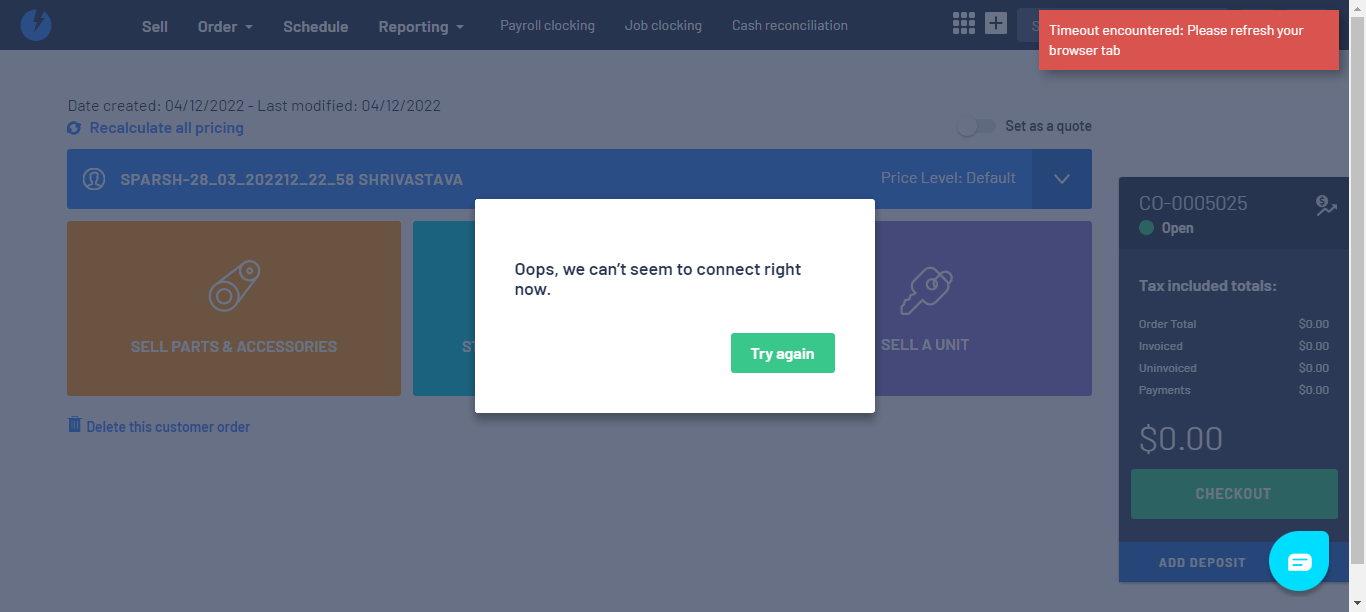 Sell
Order
Schedule
Reporting
Payroll clocking
Job clocking
Cash reconciliation
Timeout encountered: Please refresh your
browser tab
Date created: 04/12/2022 - Last modified: 04/12/2022
Recalculate all pricing
Set as a quote
SPARSH-28_03_202212_22_58 SHRIVASTAVA
Price Level: Default
CO-0005025
Open
Oops, we can’t seem to connect right
now.
Try again
SELL PARTS & ACCESSORIES
SELL A UNIT
Delete this customer order
Tax included totals:
Order Total $0.00
Invoiced $0.00
Uninvoiced $0.00
Payments $0.00
$0.00
CHECKOUT
ADD DEPOSIT